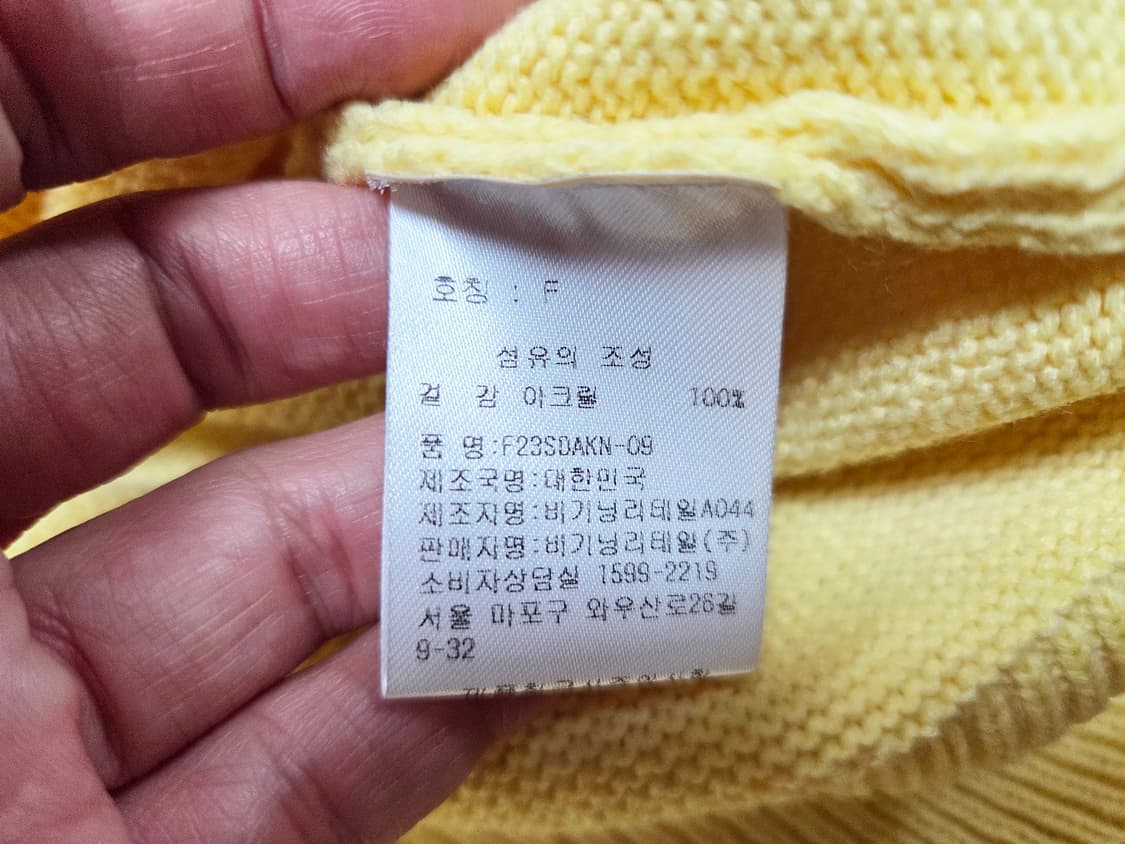 호칭 : F
섬유의 조성
겉 감 아크릴 100%
품 명:F23SDAKN-09
제조국명:대한민국
제조자명:비기닝리테일A044
판매자명:비기닝리테일(주)
소비자상담실 1599-2219
서울 마포구 와우산로28길
9-32